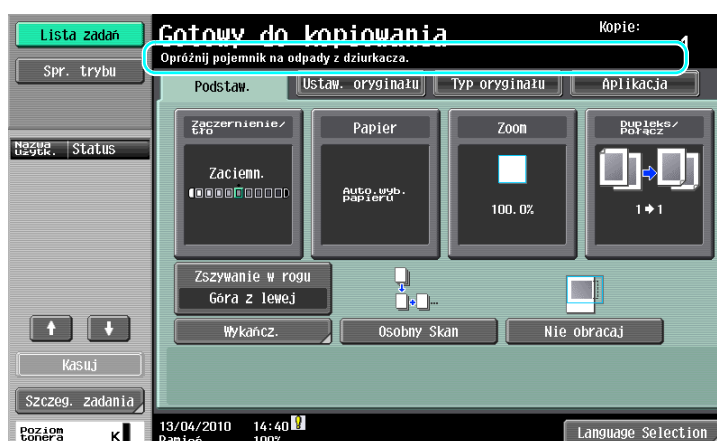 Lista zadań
Spr. trybu
Nazwa użytk.
Status
Kasuj
Szczeg. zadania
Poziom tonera
K
Gotowy do kopiowania
Kopie:
Opróżnij pojemnik na odpady z dziurkacza.
Podstaw.
Ustaw. oryginału
Typ oryginału
Aplikacja
Zaczernienie/
tło
Papier
Zoom
Dupleks/
Połącz
Zaciemn.
Auto.wyb.
papieru
100.0%
1➜1
Zszywanie w rogu
Góra z lewej
Wykańcz.
Osobny Skan
Nie obracaj
13/04/2010 14:40
Pamięć 100%
Language Selection